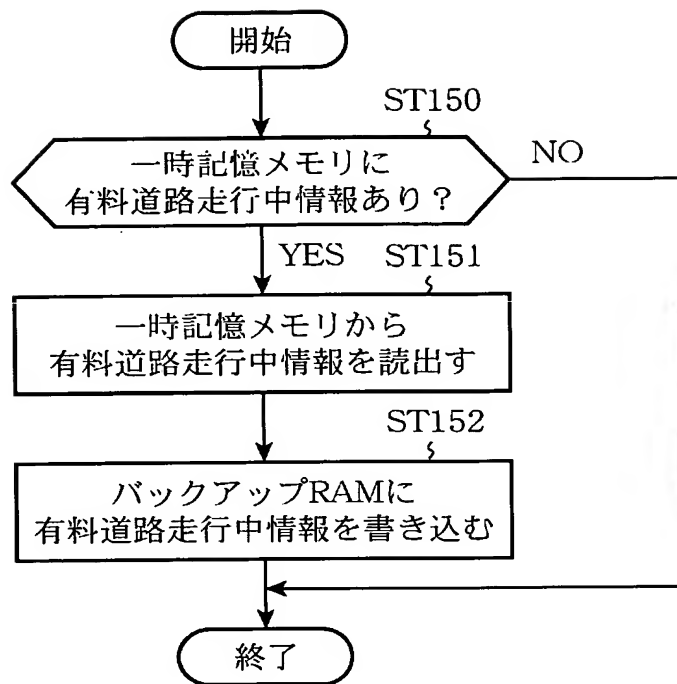 開始
ST150
一時記憶メモリに
有料道路走行中情報あり？
NO
YES
ST151
一時記憶メモリから
有料道路走行中情報を読出す
ST152
バックアップRAMに
有料道路走行中情報を書き込む
終了